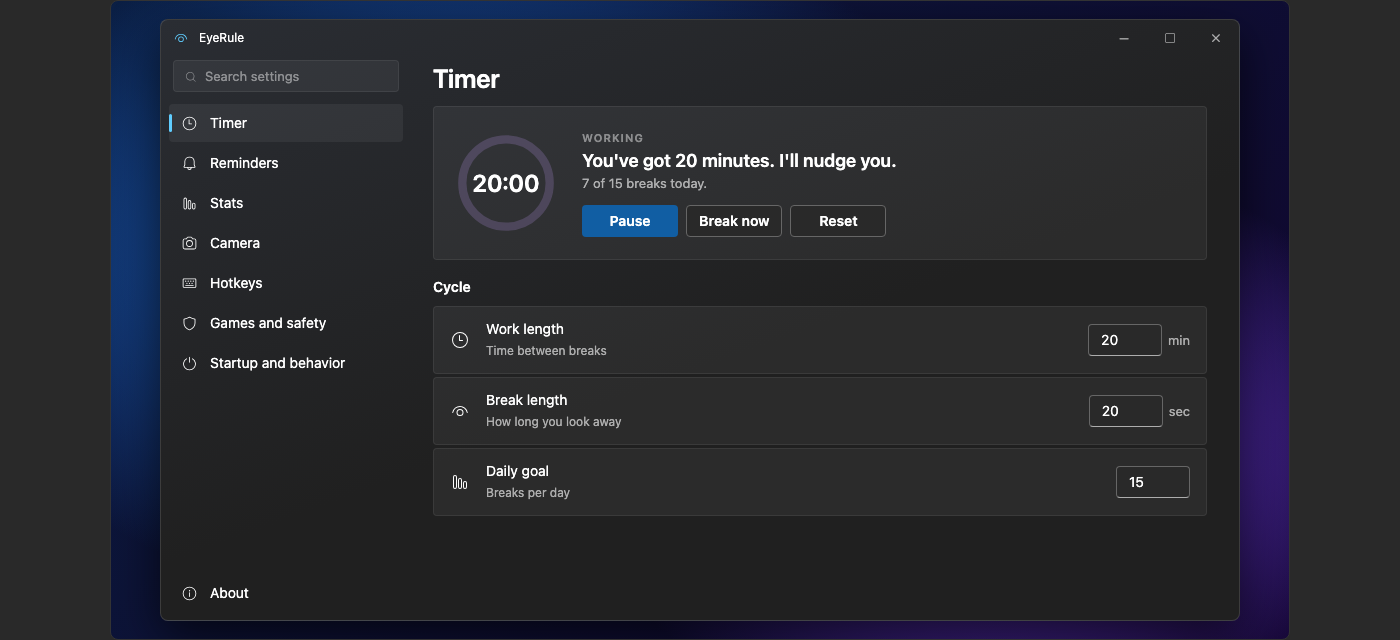 EyeRule
Search settings
Timer
Reminders
Stats
Camera
Hotkeys
Games and safety
Startup and behavior
About
Timer
20:00
WORKING
You've got 20 minutes. I'll nudge you.
7 of 15 breaks today.
Pause Break now Reset
Cycle
Work length
Time between breaks
20 min
Break length
How long you look away
20 sec
Daily goal
Breaks per day
15